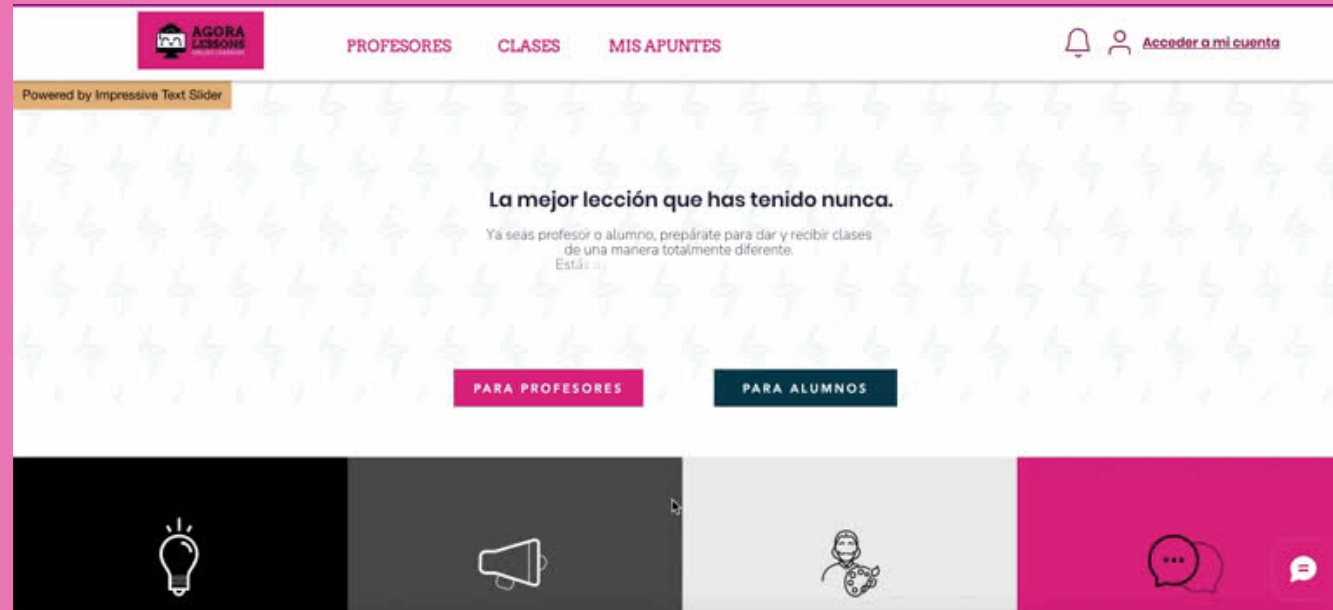 AGORA
LESSONS
PROFESORES
CLASES
MIS APUNTES
Acceder a mi cuenta
Powered by Impressive Text Slider
La mejor lección que has tenido nunca.
Ya seas profesor o alumno, prepárate para dar y recibir clases
de una manera totalmente diferente.
Estás
PARA PROFESORES
PARA ALUMNOS